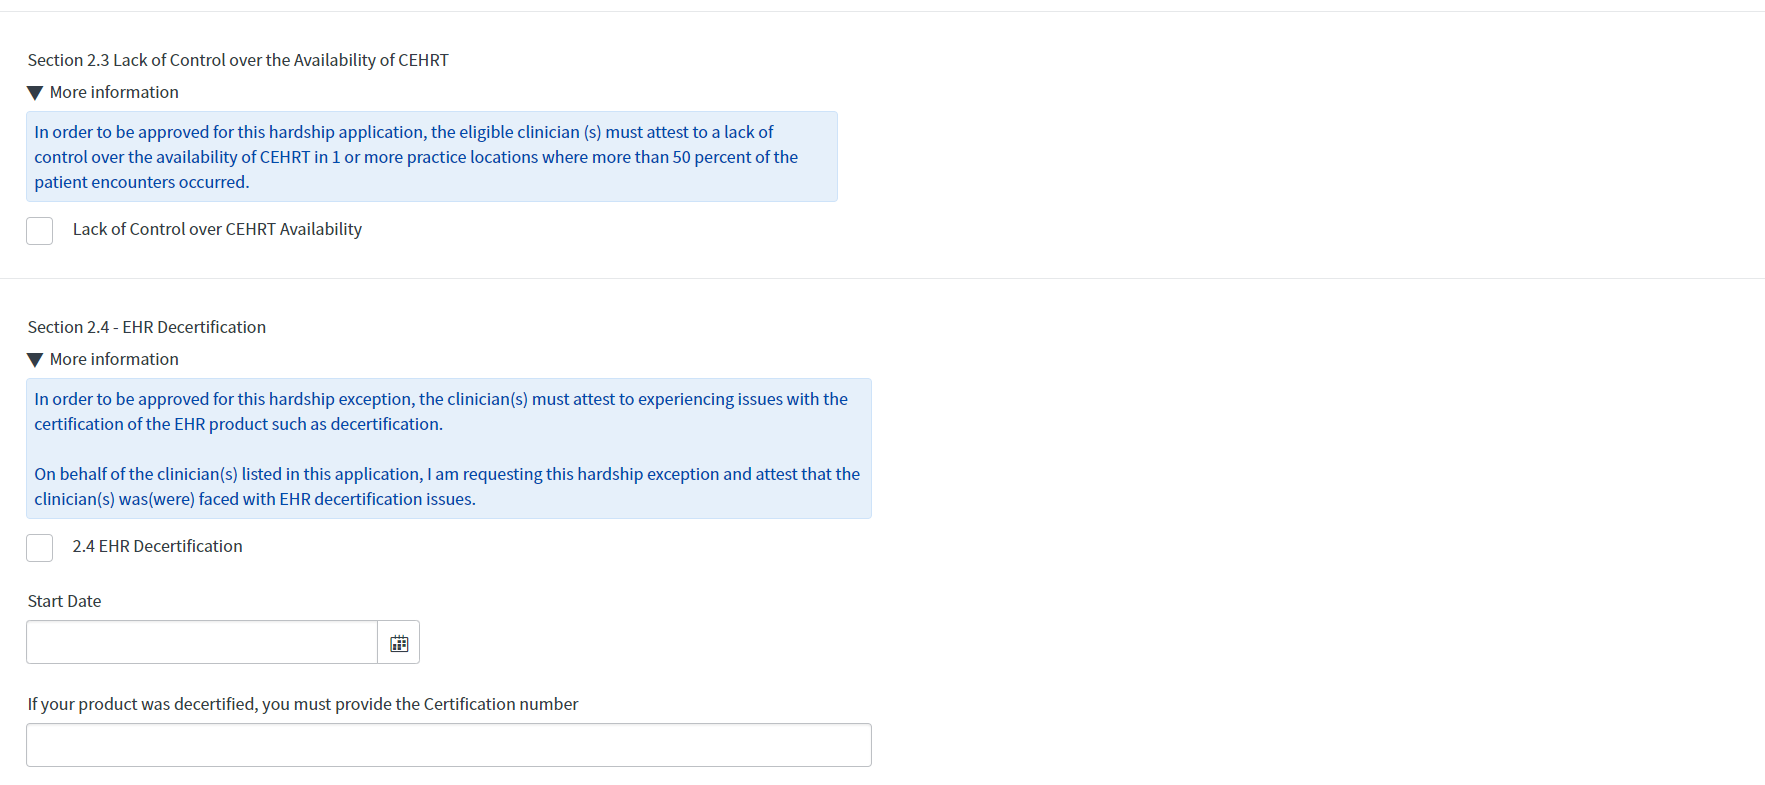 Section 2.3 Lack of Control over the Availability of CEHRT
More information
In order to be approved for this hardship application, the eligible clinician (s) must attest to a lack of
control over the availability of CEHRT in 1 or more practice locations where more than 50 percent of the
patient encounters occurred.
Lack of Control over CEHRT Availability
Section 2.4 - EHR Decertification
More information
In order to be approved for this hardship exception, the clinician(s) must attest to experiencing issues with the
certification of the EHR product such as decertification.
On behalf of the clinician(s) listed in this application, I am requesting this hardship exception and attest that the
clinician(s) was(were) faced with EHR decertification issues.
2.4 EHR Decertification
Start Date
If your product was decertified, you must provide the Certification number